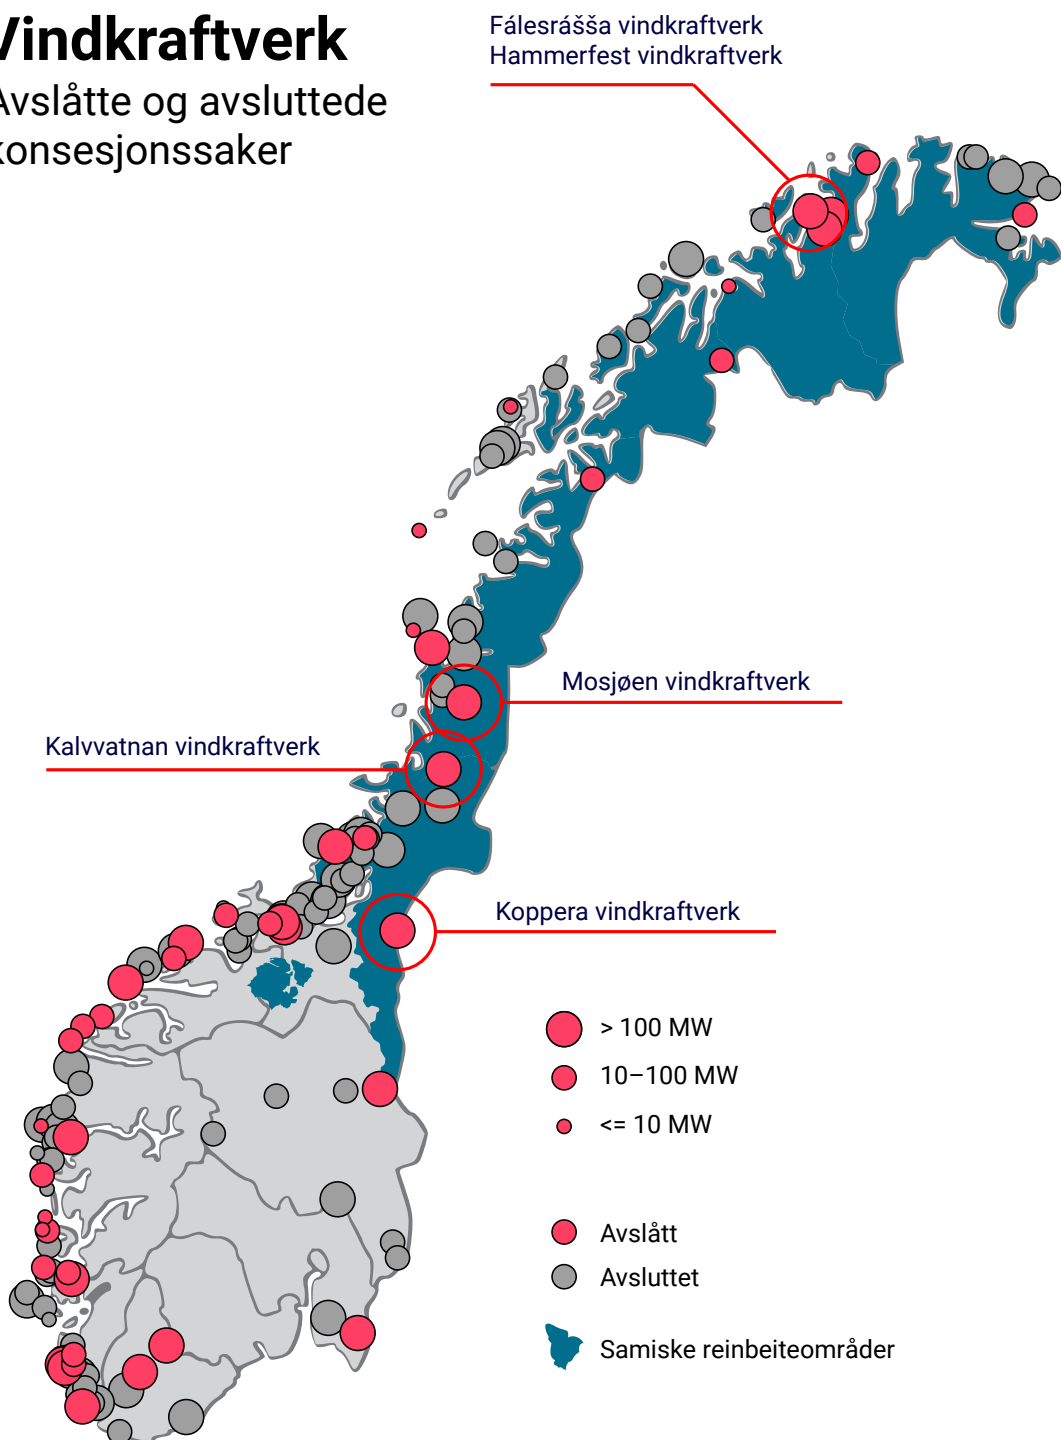 Vindkraftverk
Avslåtte og avsluttede
konsesjonssaker
Fálesrášša vindkraftverk
Hammerfest vindkraftverk
Mosjøen vindkraftverk
Kalvvatnan vindkraftverk
Koppera vindkraftverk
> 100 MW
10–100 MW
<= 10 MW
Avslått
Avsluttet
Samiske reinbeiteområder